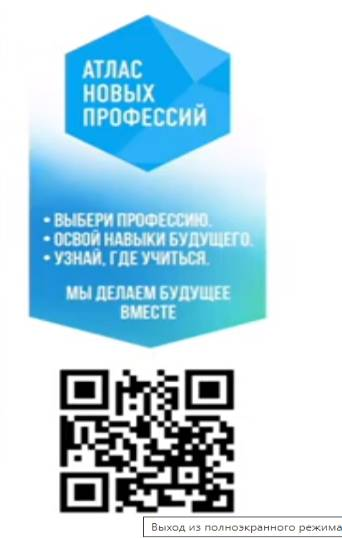 АТЛАС
НОВЫХ
ПРОФЕССИЙ
• ВЫБЕРИ ПРОФЕССИЮ.
• ОСВОЙ НАВЫКИ БУДУЩЕГО.
• УЗНАЙ, ГДЕ УЧИТЬСЯ.
МЫ ДЕЛАЕМ БУДУЩЕЕ
ВМЕСТЕ
Выход из полноэкранного режима